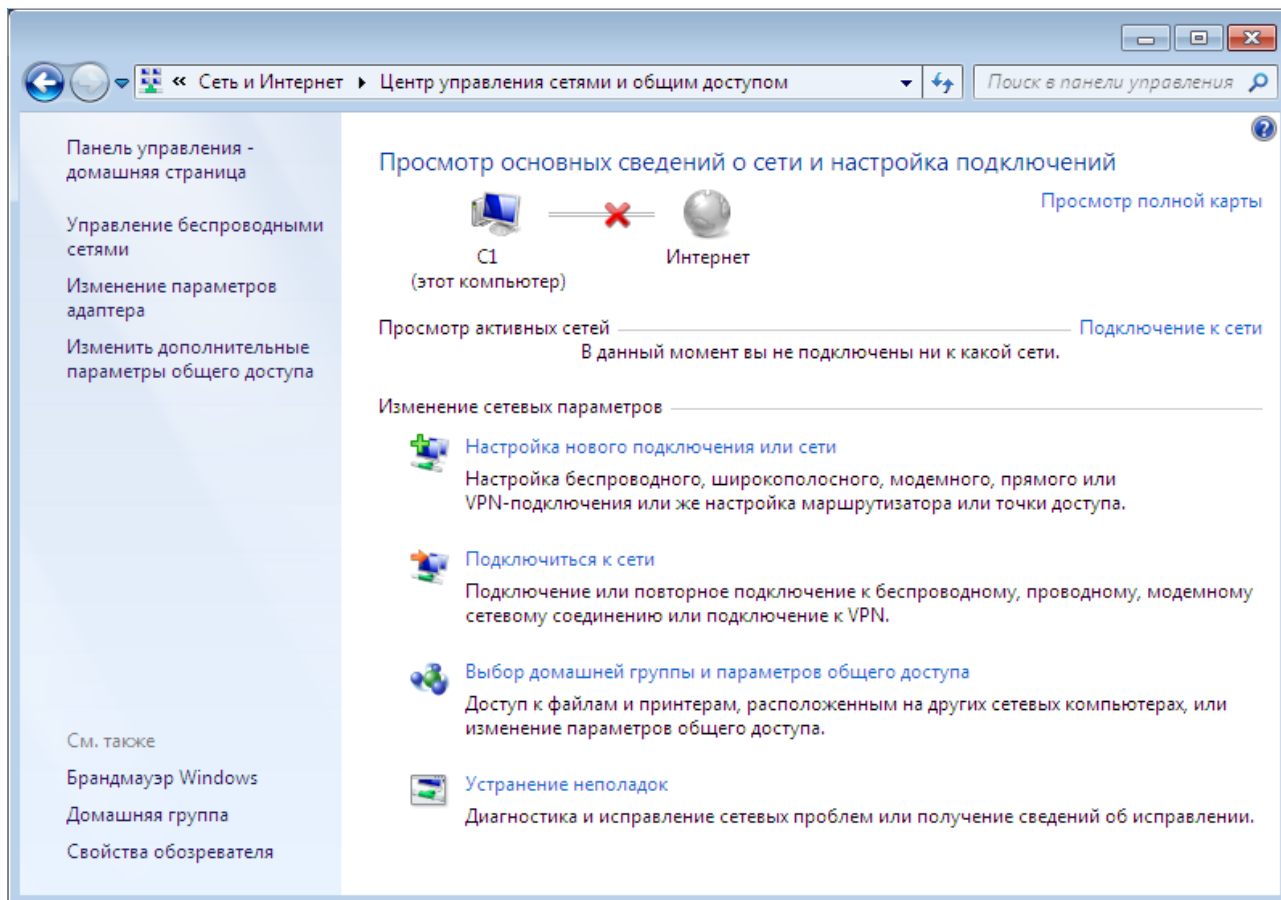 « Сеть и Интернет ▸ Центр управления сетями и общим доступом
Поиск в панели управления
Панель управления -
домашняя страница
Управление беспроводными
сетями
Изменение параметров
адаптера
Изменить дополнительные
параметры общего доступа
См. также
Брандмауэр Windows
Домашняя группа
Свойства обозревателя
Просмотр основных сведений о сети и настройка подключений
Просмотр полной карты
C1
(этот компьютер)
Интернет
Просмотр активных сетей
Подключение к сети
В данный момент вы не подключены ни к какой сети.
Изменение сетевых параметров
Настройка нового подключения или сети
Настройка беспроводного, широкополосного, модемного, прямого или
VPN-подключения или же настройка маршрутизатора или точки доступа.
Подключиться к сети
Подключение или повторное подключение к беспроводному, проводному, модемному
сетевому соединению или подключение к VPN.
Выбор домашней группы и параметров общего доступа
Доступ к файлам и принтерам, расположенным на других сетевых компьютерах, или
изменение параметров общего доступа.
Устранение неполадок
Диагностика и исправление сетевых проблем или получение сведений об исправлении.